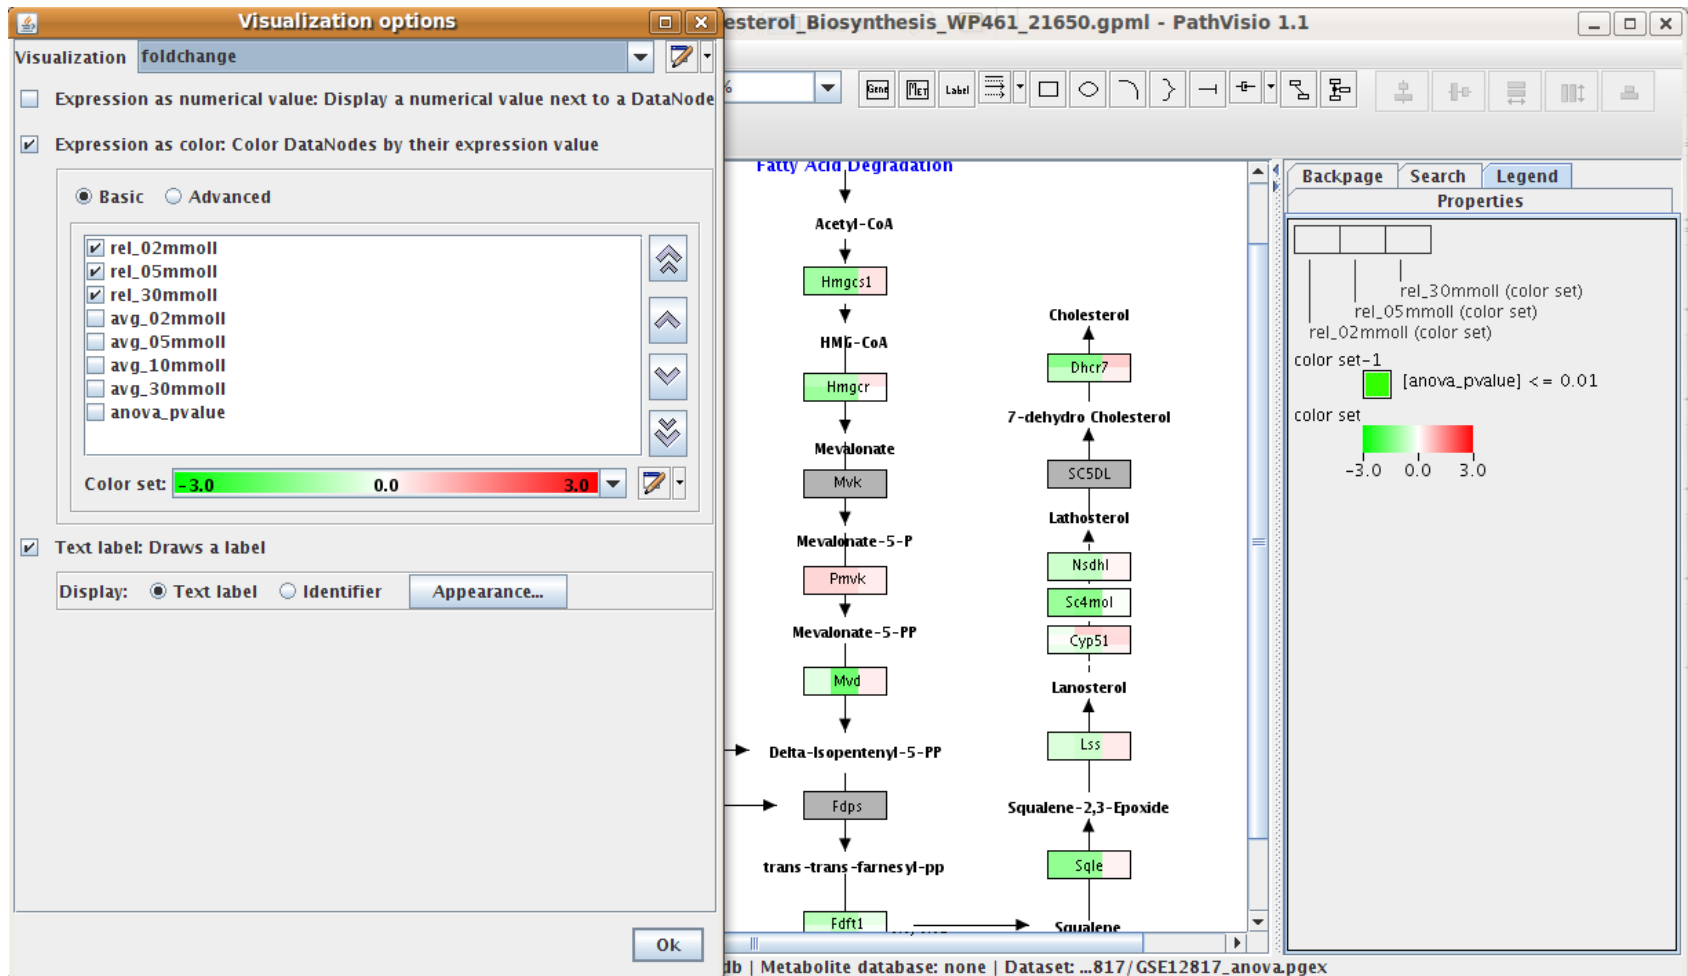 Visualization options
Visualization foldchange
Expression as numerical value: Display a numerical value next to a DataNode
Expression as color: Color DataNodes by their expression value
Basic Advanced
rel_02mmoll
rel_05mmoll
rel_30mmoll
avg_02mmoll
avg_05mmoll
avg_10mmoll
avg_30mmoll
anova_pvalue
Color set: -3.0 0.0 3.0
Text label: Draws a label
Display: Text label Identifier Appearance...
Ok
esterol_Biosynthesis_WP461_21650.gpml - PathVisio 1.1
%
Gene Met Label
Fatty Acid Degradation
Acetyl-CoA
Hmgcs1
HMG-CoA
Hmgcr
Mevalonate
Mvk
Mevalonate-5-P
Pmvk
Mevalonate-5-PP
Mvd
Delta-Isopentenyl-5-PP
Fdps
trans-trans-farnesyl-pp
Fdft1
Cholesterol
Dhcr7
7-dehydro Cholesterol
SC5DL
Lathosterol
Nsdhl
Sc4mol
Cyp51
Lanosterol
Lss
Squalene-2,3-Epoxide
Sqle
Squalene
Backpage Search Legend
Properties
rel_30mmoll (color set)
rel_05mmoll (color set)
rel_02mmoll (color set)
color set-1
[anova_pvalue] <= 0.01
color set
-3.0 0.0 3.0
db | Metabolite database: none | Dataset: ...817/GSE12817_anova.pgex